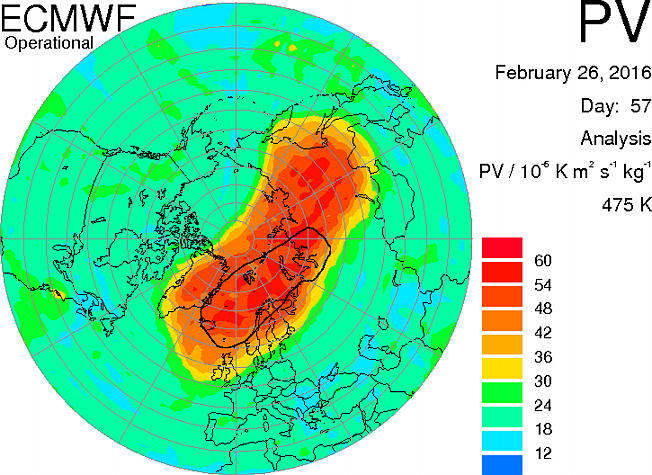 ECMWF
Operational
PV
February 26, 2016
Day: 57
Analysis
PV / 10⁻⁶ K m² s⁻¹ kg⁻¹
475 K
60
54
48
42
36
30
24
18
12